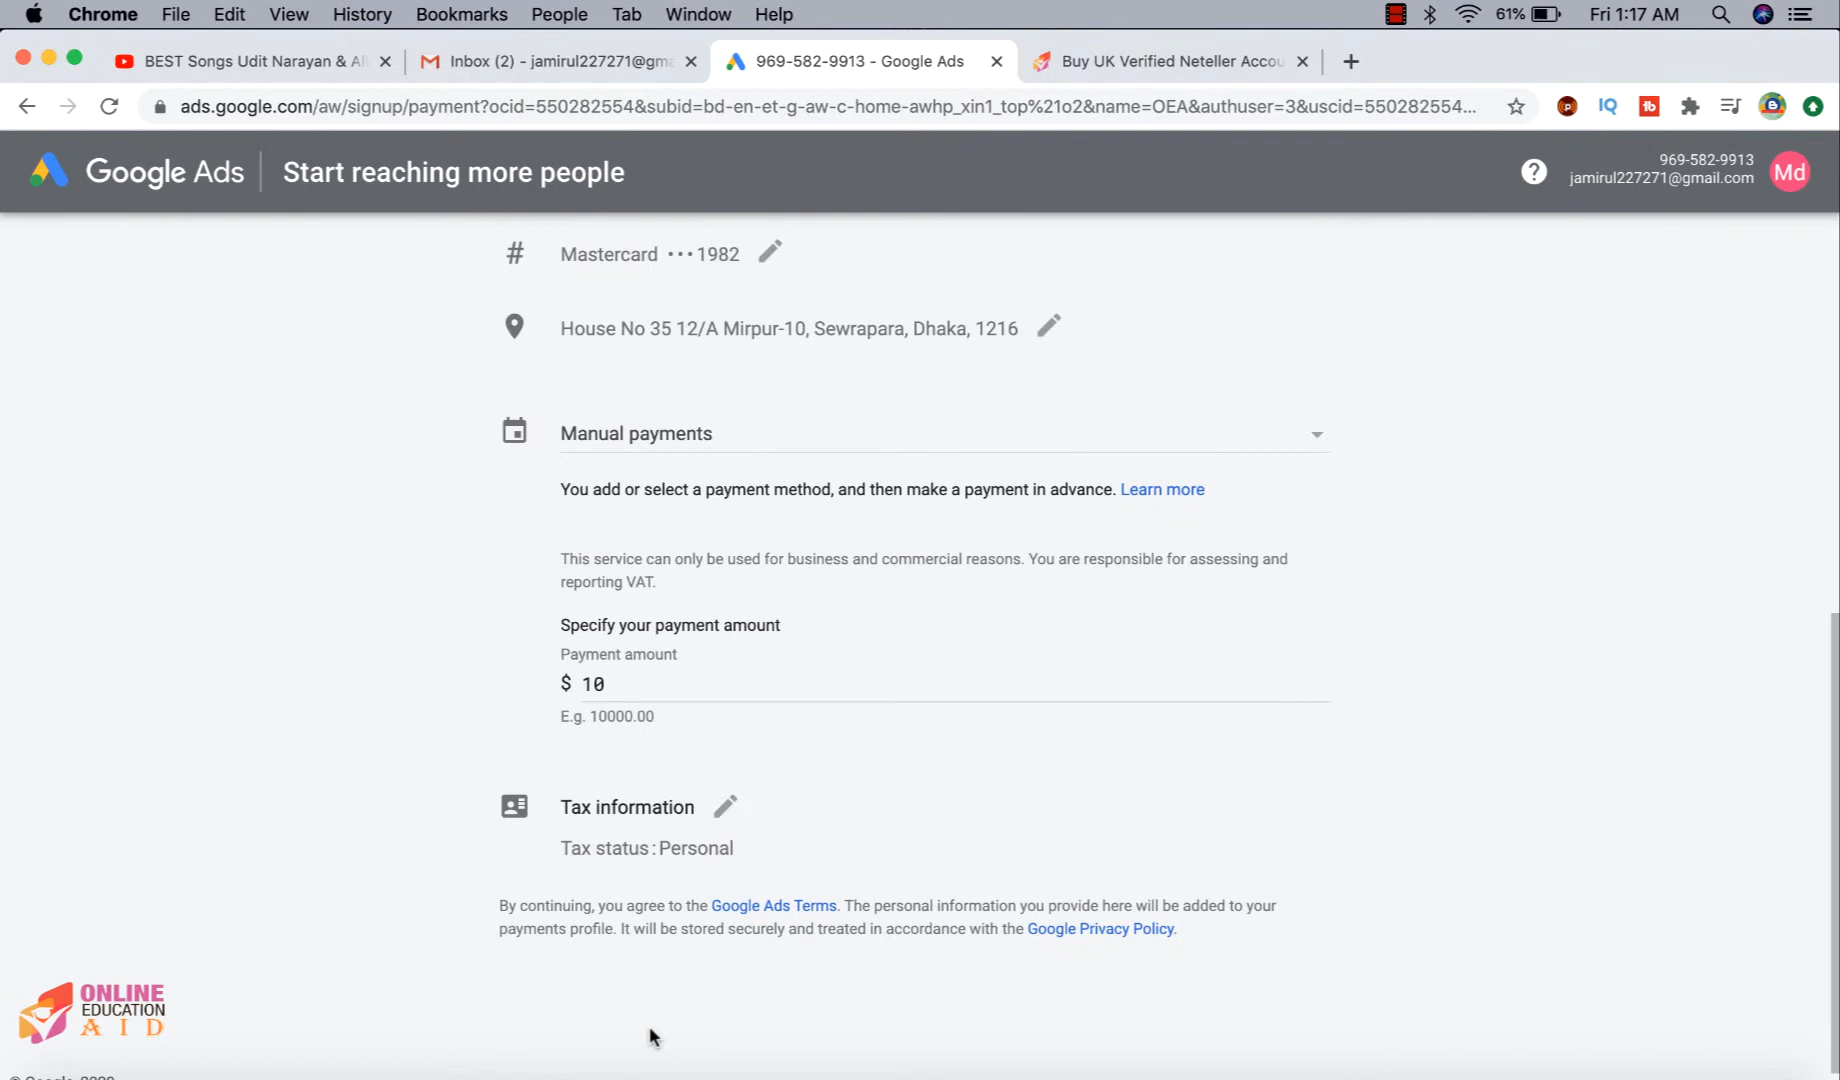 Chrome File Edit View History Bookmarks People Tab Window Help 61% Fri 1:17 AM
BEST Songs Udit Narayan & Al Inbox (2) - jamirul227271@gma 969-582-9913 - Google Ads Buy UK Verified Neteller Accou
ads.google.com/aw/signup/payment?ocid=550282554&subid=bd-en-et-g-aw-c-home-awhp_xin1_top%21o2&name=OEA&authuser=3&uscid=550282554... IQ tb
Google Ads Start reaching more people ? 969-582-9913
jamirul227271@gmail.com Md
# Mastercard •••1982
House No 35 12/A Mirpur-10, Sewrapara, Dhaka, 1216
Manual payments
You add or select a payment method, and then make a payment in advance. Learn more
This service can only be used for business and commercial reasons. You are responsible for assessing and
reporting VAT.
Specify your payment amount
Payment amount
$ 10
E.g. 10000.00
Tax information
Tax status : Personal
By continuing, you agree to the Google Ads Terms. The personal information you provide here will be added to your
payments profile. It will be stored securely and treated in accordance with the Google Privacy Policy.
ONLINE
EDUCATION
AID